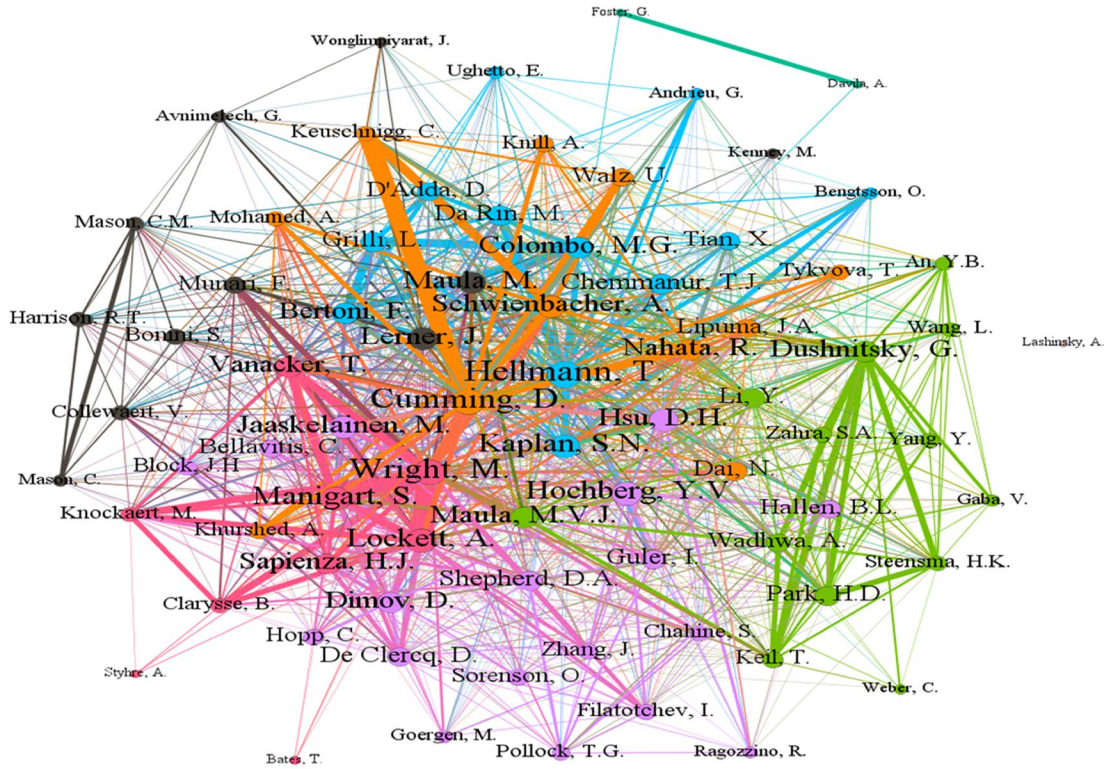 Foster, G.
Wonglimpiyarat, J.
Ughetto, E.
Davila, A.
Andrieu, G.
Avnimelech, G.
Keuschnigg, C.
Knill, A.
Kenney, M.
Walz, U.
D'Adda, D.
Bengtsson, O.
Mason, C.M.
Mohamed, A.
Da Rin, M.
Grilli, L.
Colombo, M.G.
Tian, X.
An, Y.B.
Tykvova, T.
Munari, F.
Maula, M.
Chemmanur, T.J.
Schwienbacher, A.
Bertoni, F.
Harrison, R.T.
Bonini, S.
Lerner, J.
Lipuma, J.A.
Wang, L.
Lashinsky, A.
Nahata, R.
Dushnitsky, G.
Vanacker, T.
Hellmann, T.
Cumming, D.
Li, Y.
Collewaert, V.
Jaaskelainen, M.
Hsu, D.H.
Zahra, S.A.
Yang, Y.
Bellavitis, C.
Kaplan, S.N.
Block, J.H
Wright, M.
Dai, N.
Mason, C.
Manigart, S.
Hochberg, Y.V.
Gaba, V.
Knockaert, M.
Maula, M.V.J.
Hallen, B.L.
Khurshed, A.
Lockett, A.
Wadhwa, A.
Sapienza, H.J.
Guler, I.
Steensma, H.K.
Shepherd, D.A.
Park, H.D.
Clarysse, B.
Dimov, D.
Hopp, C.
Chahine, S.
De Clercq, D.
Zhang, J.
Keil, T.
Styhre, A.
Sorenson, O.
Weber, C.
Filatotchev, I.
Goergen, M.
Pollock, T.G.
Ragozzino, R.
Bates, T.